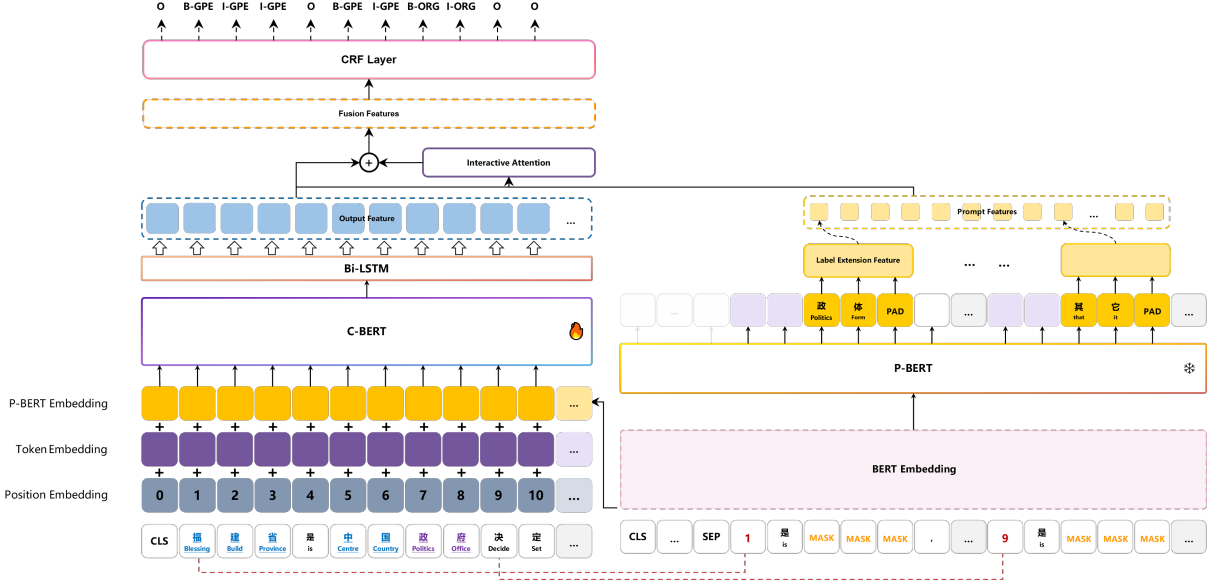 O B-GPE I-GPE I-GPE O B-GPE I-GPE B-ORG I-ORG O O
CRF Layer
Fusion Features
Interactive Attention
Output Feature ...
Prompt Features ...
Label Extension Feature ... ...
Bi-LSTM
... 政 体 PAD ... 其 它 PAD ...
Politics Form that it
C-BERT
P-BERT
P-BERT Embedding ...
+ + + + + + + + + + +
Token Embedding ...
+ + + + + + + + + + +
Position Embedding 0 1 2 3 4 5 6 7 8 9 10 ...
BERT Embedding
CLS 福 建 省 是 中 国 政 府 决 定 ...
Blessing Build Province is Centre Country Politics Office Decide Set
CLS ... SEP 1 是 MASK MASK MASK , ... 9 是 MASK MASK MASK ...
is is